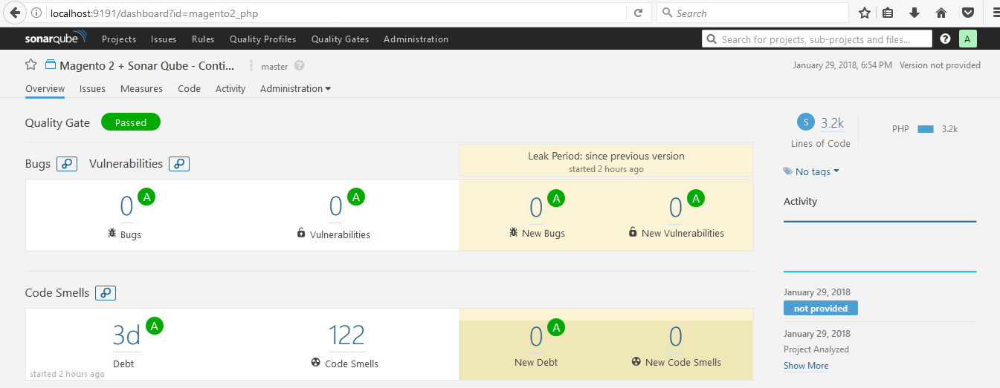 localhost:9191/dashboard?id=magento2_php Search
sonarqube Projects Issues Rules Quality Profiles Quality Gates Administration Search for projects, sub-projects and files... ? A
Magento 2 + Sonar Qube - Conti... master ? January 29, 2018, 6:54 PM Version not provided
Overview Issues Measures Code Activity Administration
Quality Gate Passed
S 3.2k PHP 3.2k
Lines of Code
Bugs Vulnerabilities
Leak Period: since previous version
started 2 hours ago
No tags
0 A 0 A 0 A 0 A
Bugs Vulnerabilities New Bugs New Vulnerabilities
Activity
Code Smells
3d A 122 0 A 0
Debt Code Smells New Debt New Code Smells
started 2 hours ago
January 29, 2018
not provided
January 29, 2018
Project Analyzed
Show More